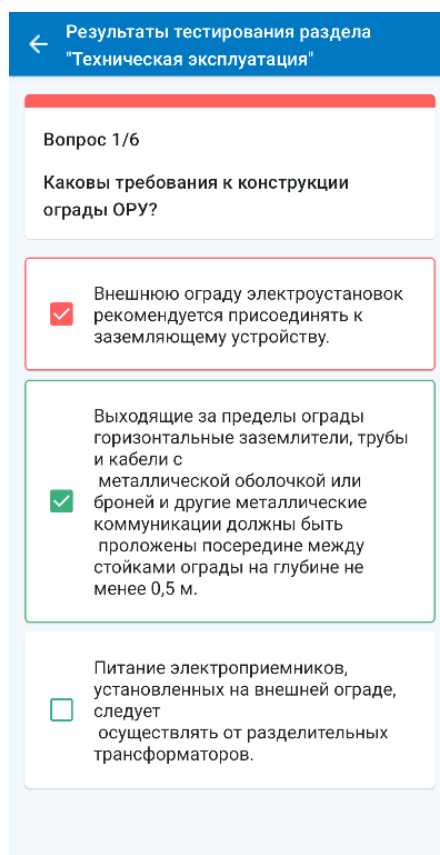 Результаты тестирования раздела
"Техническая эксплуатация"
Вопрос 1/6
Каковы требования к конструкции
ограды ОРУ?
Внешнюю ограду электроустановок
рекомендуется присоединять к
заземляющему устройству.
Выходящие за пределы ограды
горизонтальные заземлители, трубы
и кабели с
металлической оболочкой или
броней и другие металлические
коммуникации должны быть
проложены посередине между
стойками ограды на глубине не
менее 0,5 м.
Питание электроприемников,
установленных на внешней ограде,
следует
осуществлять от разделительных
трансформаторов.